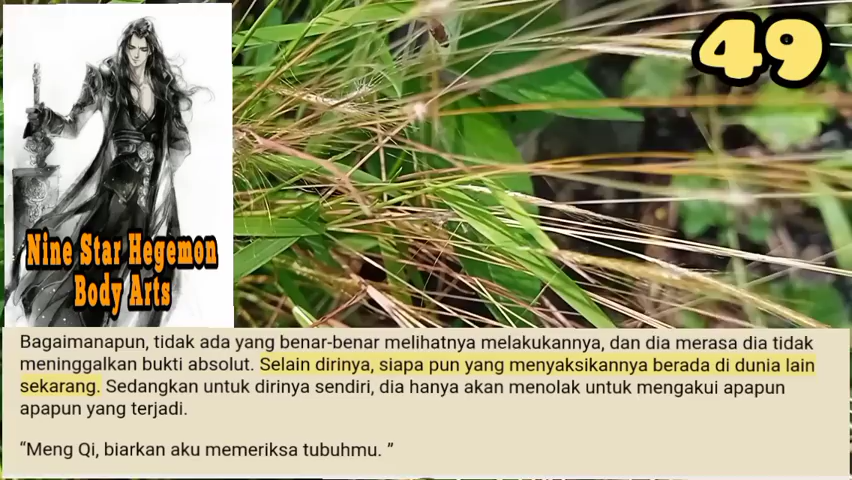 49
Nine Star Hegemon
Body Arts
Bagaimanapun, tidak ada yang benar-benar melihatnya melakukannya, dan dia merasa dia tidak
meninggalkan bukti absolut. Selain dirinya, siapa pun yang menyaksikannya berada di dunia lain
sekarang. Sedangkan untuk dirinya sendiri, dia hanya akan menolak untuk mengakui apapun
apapun yang terjadi.
“Meng Qi, biarkan aku memeriksa tubuhmu. ”